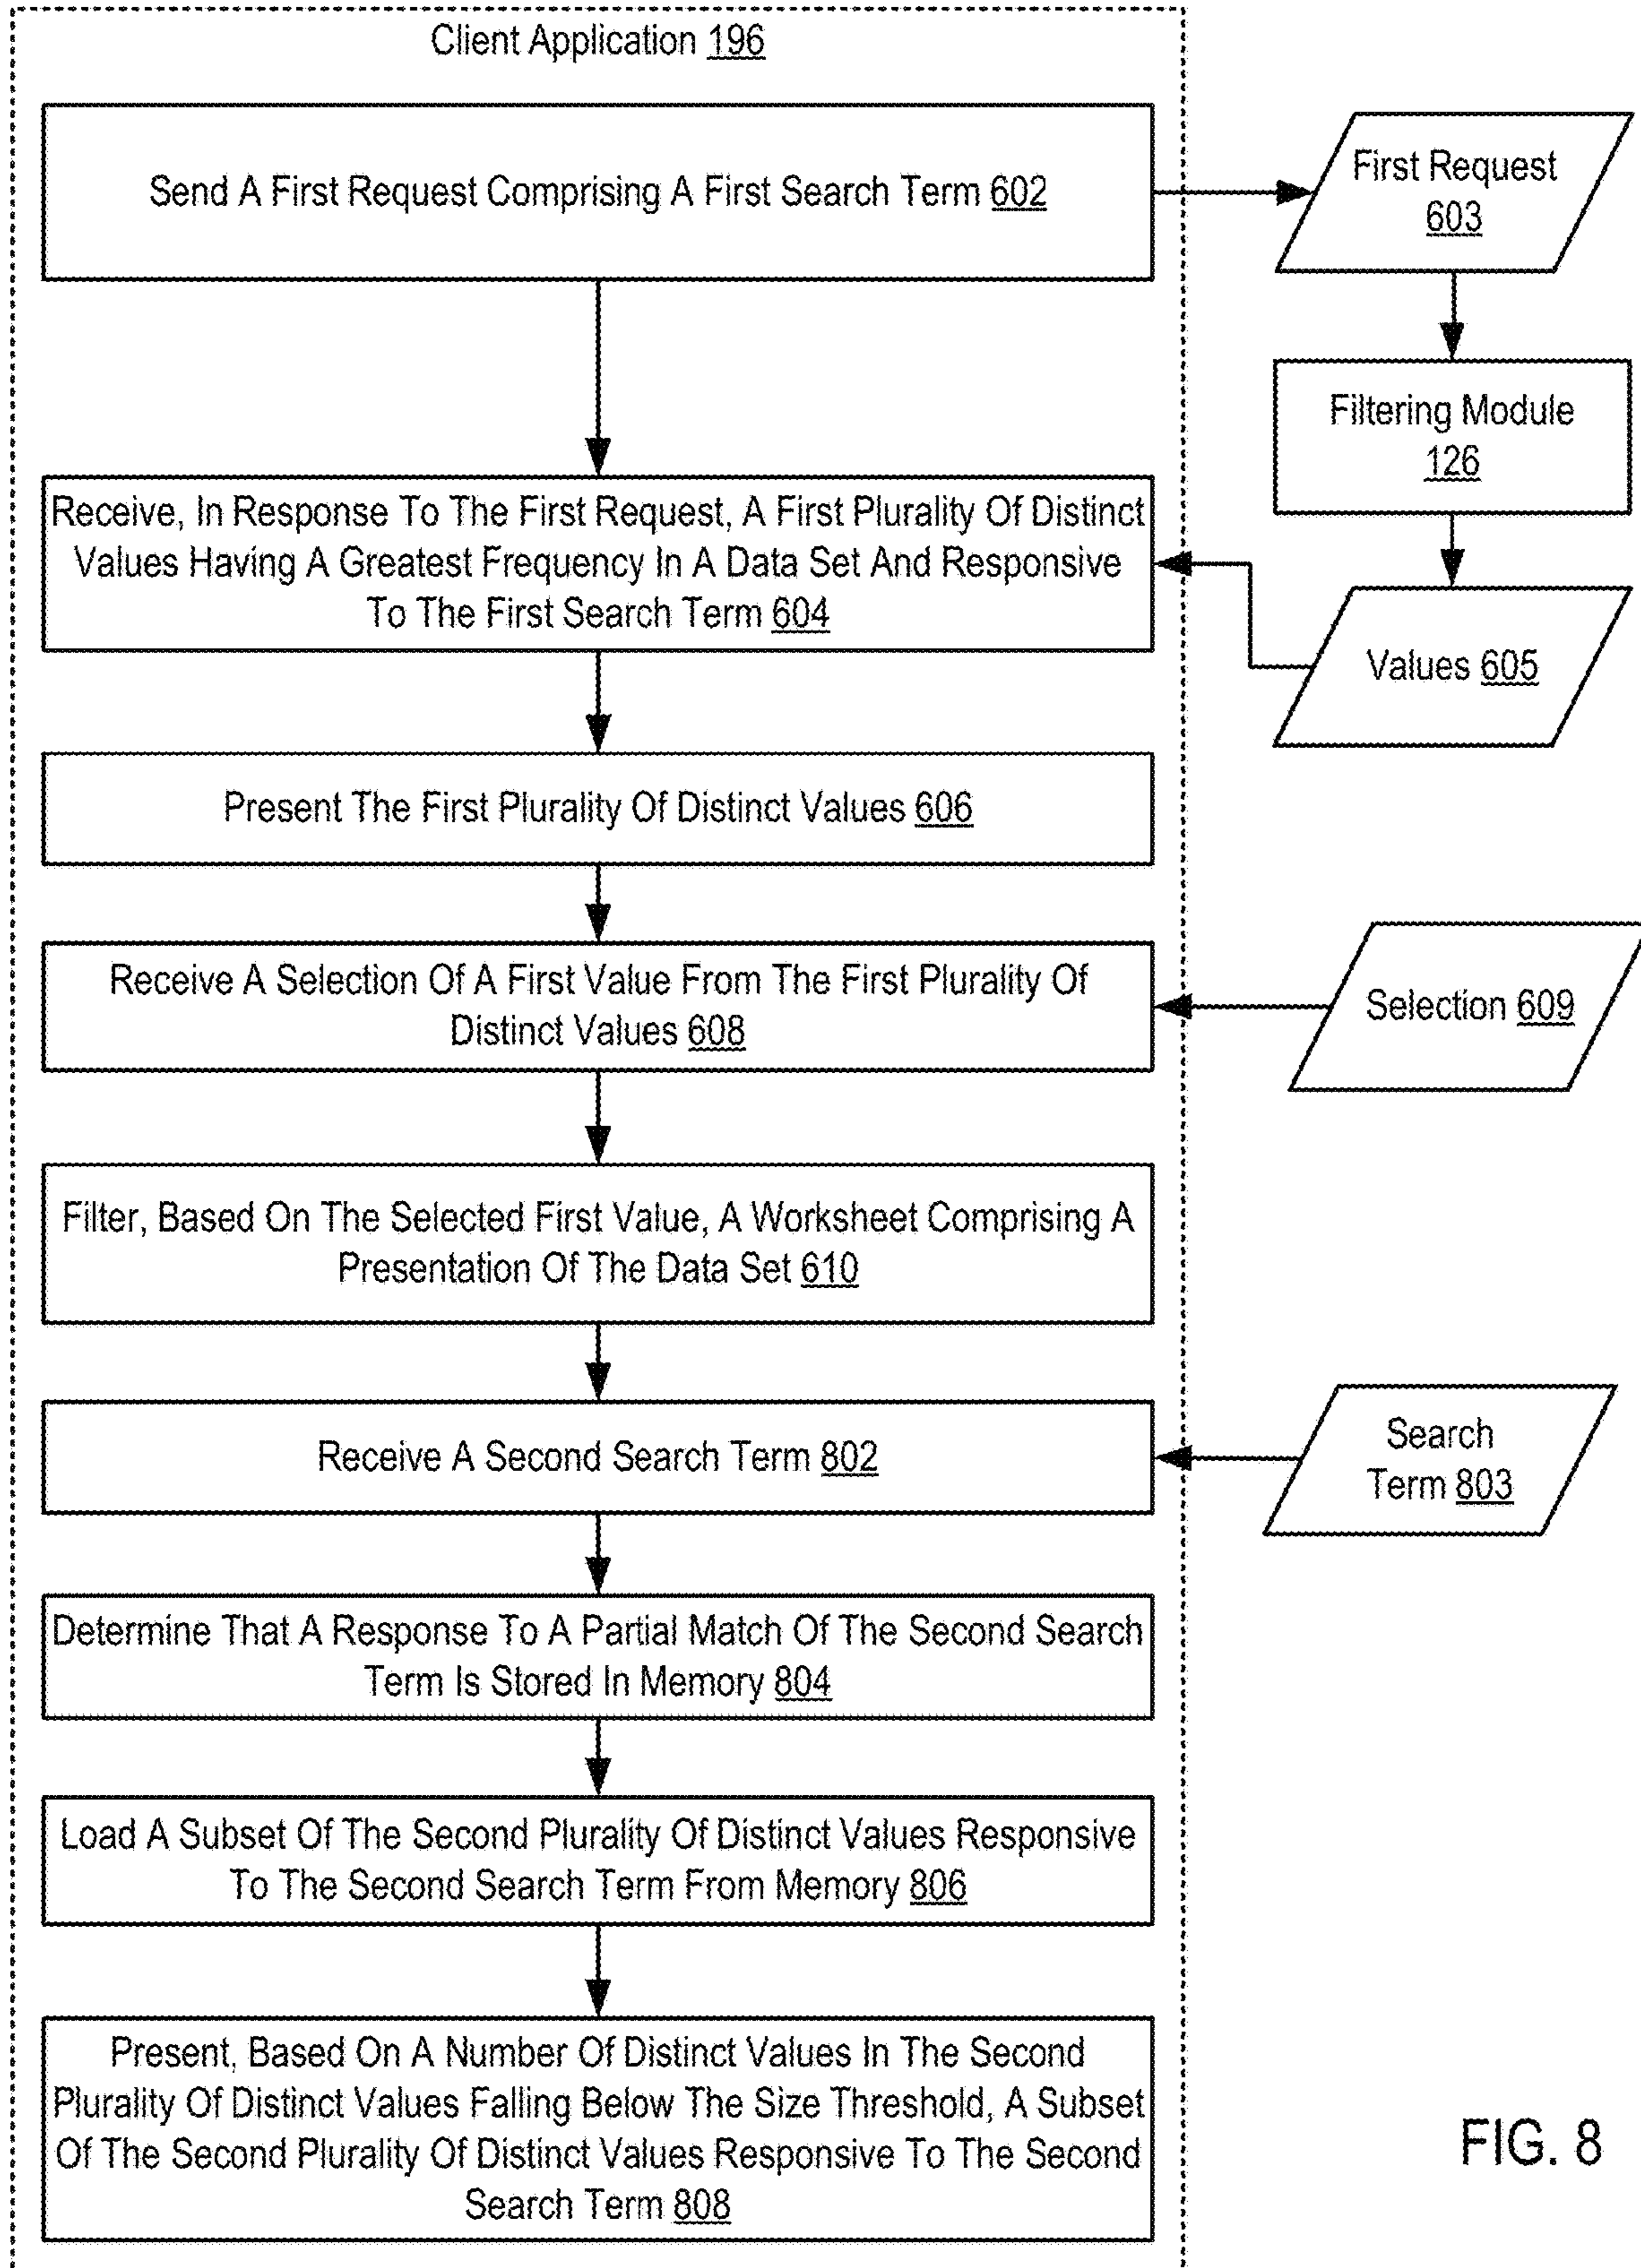 Client Application 196
Send A First Request Comprising A First Search Term 602
First Request
603
Filtering Module
126
Receive, In Response To The First Request, A First Plurality Of Distinct
Values Having A Greatest Frequency In A Data Set And Responsive
To The First Search Term 604
Values 605
Present The First Plurality Of Distinct Values 606
Receive A Selection Of A First Value From The First Plurality Of
Distinct Values 608
Selection 609
Filter, Based On The Selected First Value, A Worksheet Comprising A
Presentation Of The Data Set 610
Receive A Second Search Term 802
Search
Term 803
Determine That A Response To A Partial Match Of The Second Search
Term Is Stored In Memory 804
Load A Subset Of The Second Plurality Of Distinct Values Responsive
To The Second Search Term From Memory 806
Present, Based On A Number Of Distinct Values In The Second
Plurality Of Distinct Values Falling Below The Size Threshold, A Subset
Of The Second Plurality Of Distinct Values Responsive To The Second
Search Term 808
FIG. 8